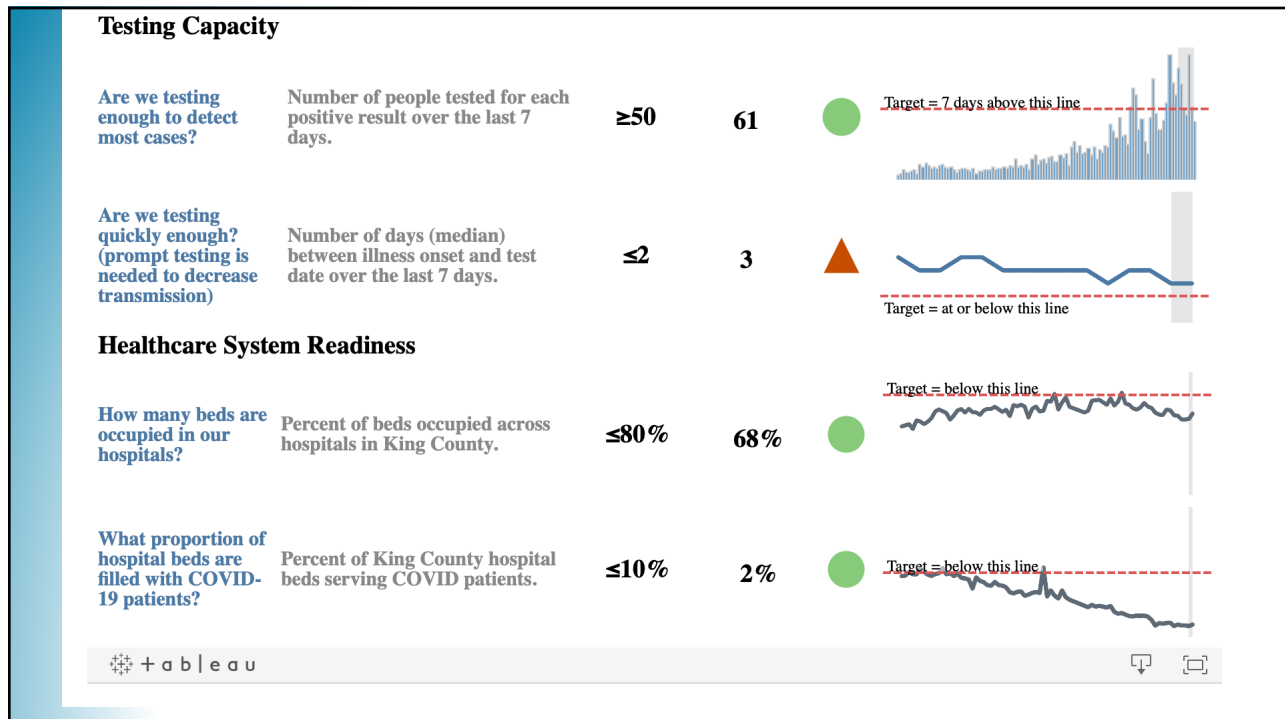 Testing Capacity
Are we testing
enough to detect
most cases?
Number of people tested for each
positive result over the last 7
days.
≥50
61
Target = 7 days above this line
Are we testing
quickly enough?
(prompt testing is
needed to decrease
transmission)
Number of days (median)
between illness onset and test
date over the last 7 days.
≤2
3
Target = at or below this line
Healthcare System Readiness
How many beds are
occupied in our
hospitals?
Percent of beds occupied across
hospitals in King County.
≤80%
68%
Target = below this line
What proportion of
hospital beds are
filled with COVID-
19 patients?
Percent of King County hospital
beds serving COVID patients.
≤10%
2%
Target = below this line
+ableau